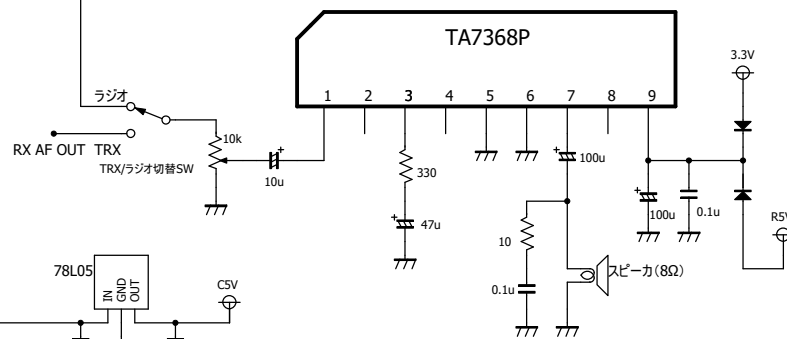 TA7368P
1 2 3 4 5 6 7 8 9
3.3V
ラジオ
RX AF OUT TRX
10k
TRX/ラジオ切替SW
10u
330
47u
100u
10
0.1u
スピーカ(8Ω)
100u
0.1u
R5V
78L05
IN
GND
OUT
C5V